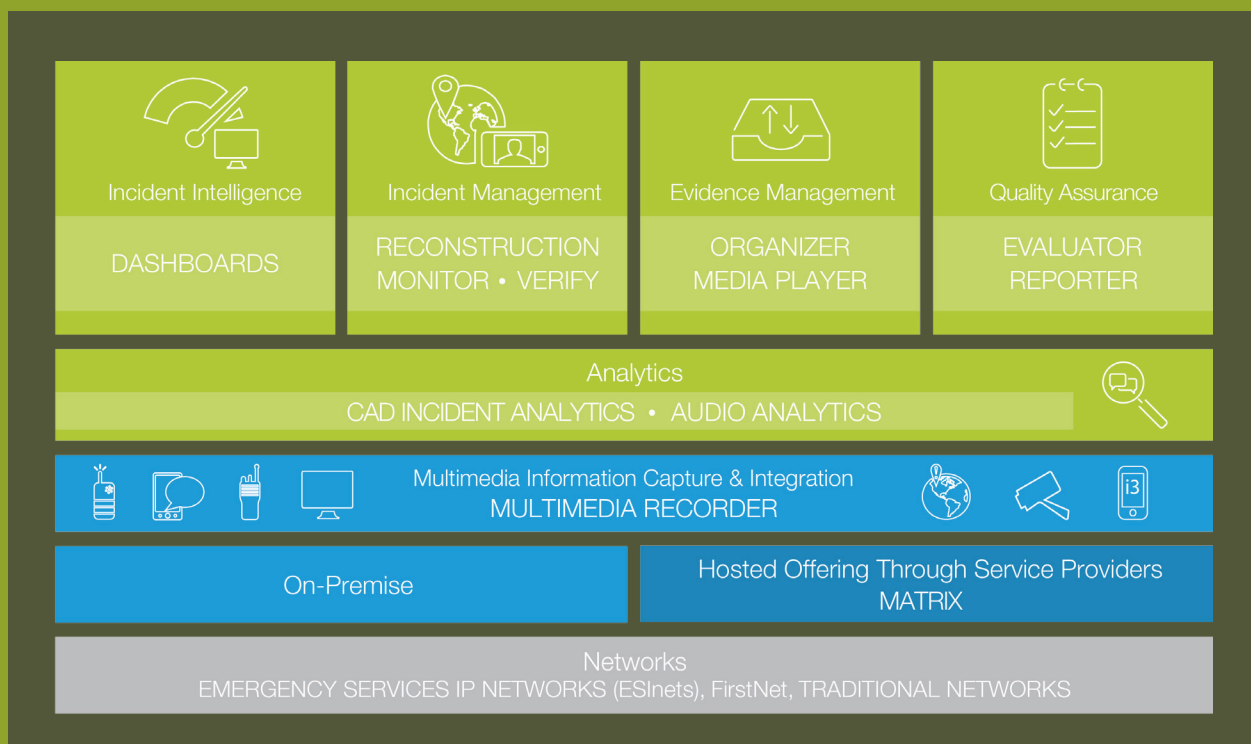 Incident Intelligence
DASHBOARDS
Incident Management
RECONSTRUCTION
MONITOR • VERIFY
Evidence Management
ORGANIZER
MEDIA PLAYER
Quality Assurance
EVALUATOR
REPORTER
Analytics
CAD INCIDENT ANALYTICS • AUDIO ANALYTICS
Multimedia Information Capture & Integration
MULTIMEDIA RECORDER
i3
On-Premise
Hosted Offering Through Service Providers
MATRIX
Networks
EMERGENCY SERVICES IP NETWORKS (ESInets), FirstNet, TRADITIONAL NETWORKS